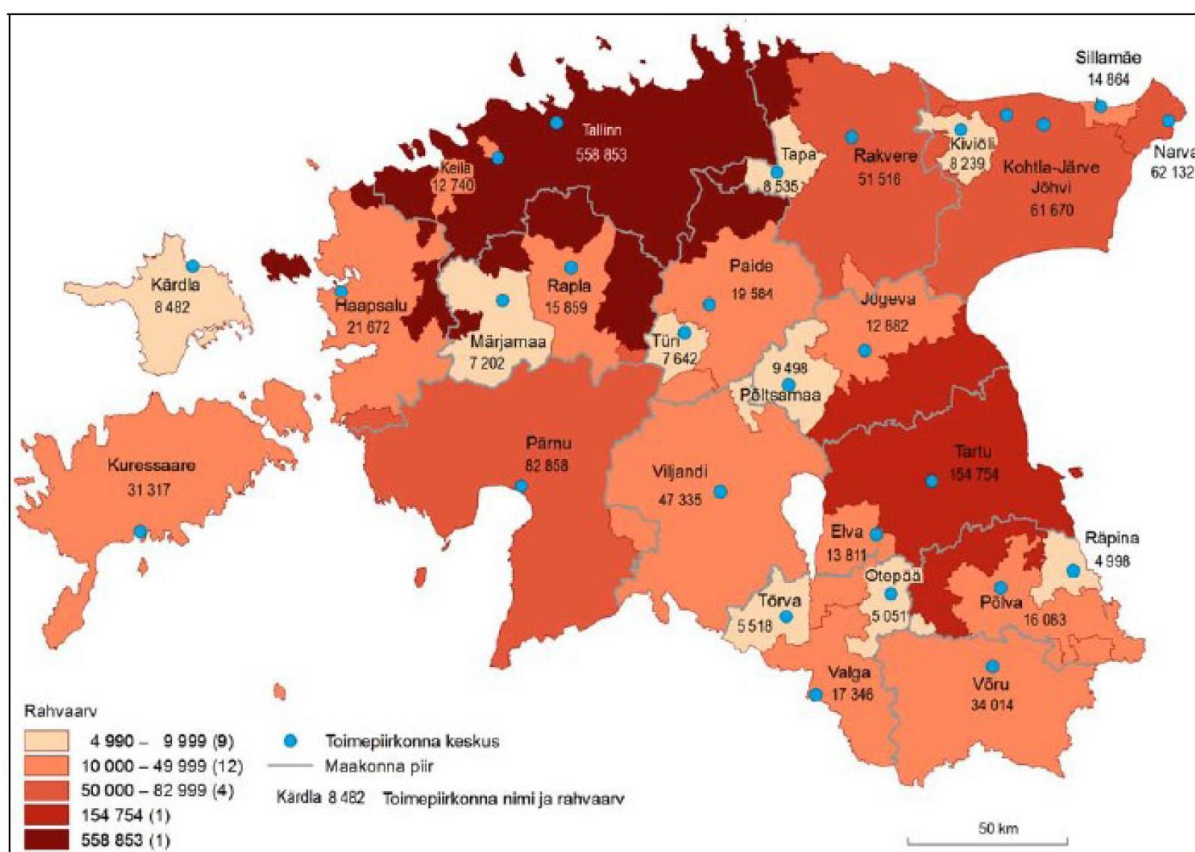 Sillamäe
14 864
Tallinn
558 853
Keila
12 740
Tapa
8 535
Rakvere
51 516
Kiviõli
8 239
Kohtla-Järve
Jõhvi
61 670
Narva
62 132
Kärdla
8 482
Haapsalu
21 672
Märjamaa
7 202
Rapla
15 859
Paide
19 584
Türi
7 642
Jõgeva
12 882
9 498
Põltsamaa
Kuressaare
31 317
Pärnu
82 858
Viljandi
47 335
Tartu
154 754
Elva
13 811
Räpina
4 998
Otepää
5 051
Põlva
16 083
Tõrva
5 518
Valga
17 346
Võru
34 014
Rahvaarv
4 990 – 9 999 (9)
10 000 – 49 999 (12)
50 000 – 82 999 (4)
154 754 (1)
558 853 (1)
Toimepiirkonna keskus
Maakonna piir
Kärdla 8 482 Toimepiirkonna nimi ja rahvaarv
50 km